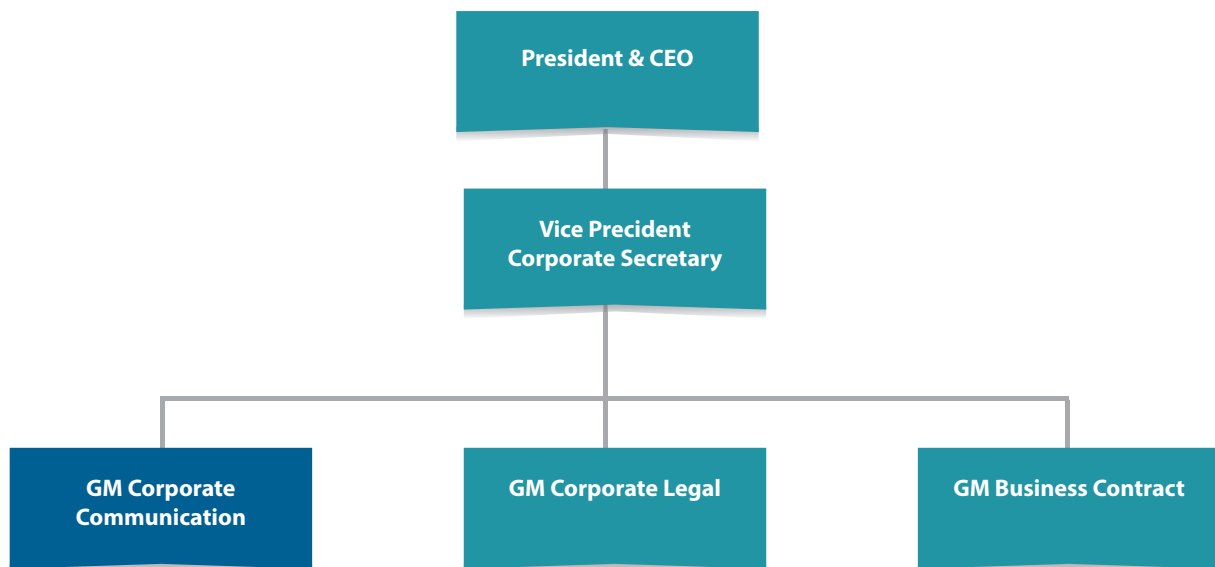 President & CEO
Vice Precident
Corporate Secretary
GM Corporate
Communication
GM Corporate Legal
GM Business Contract